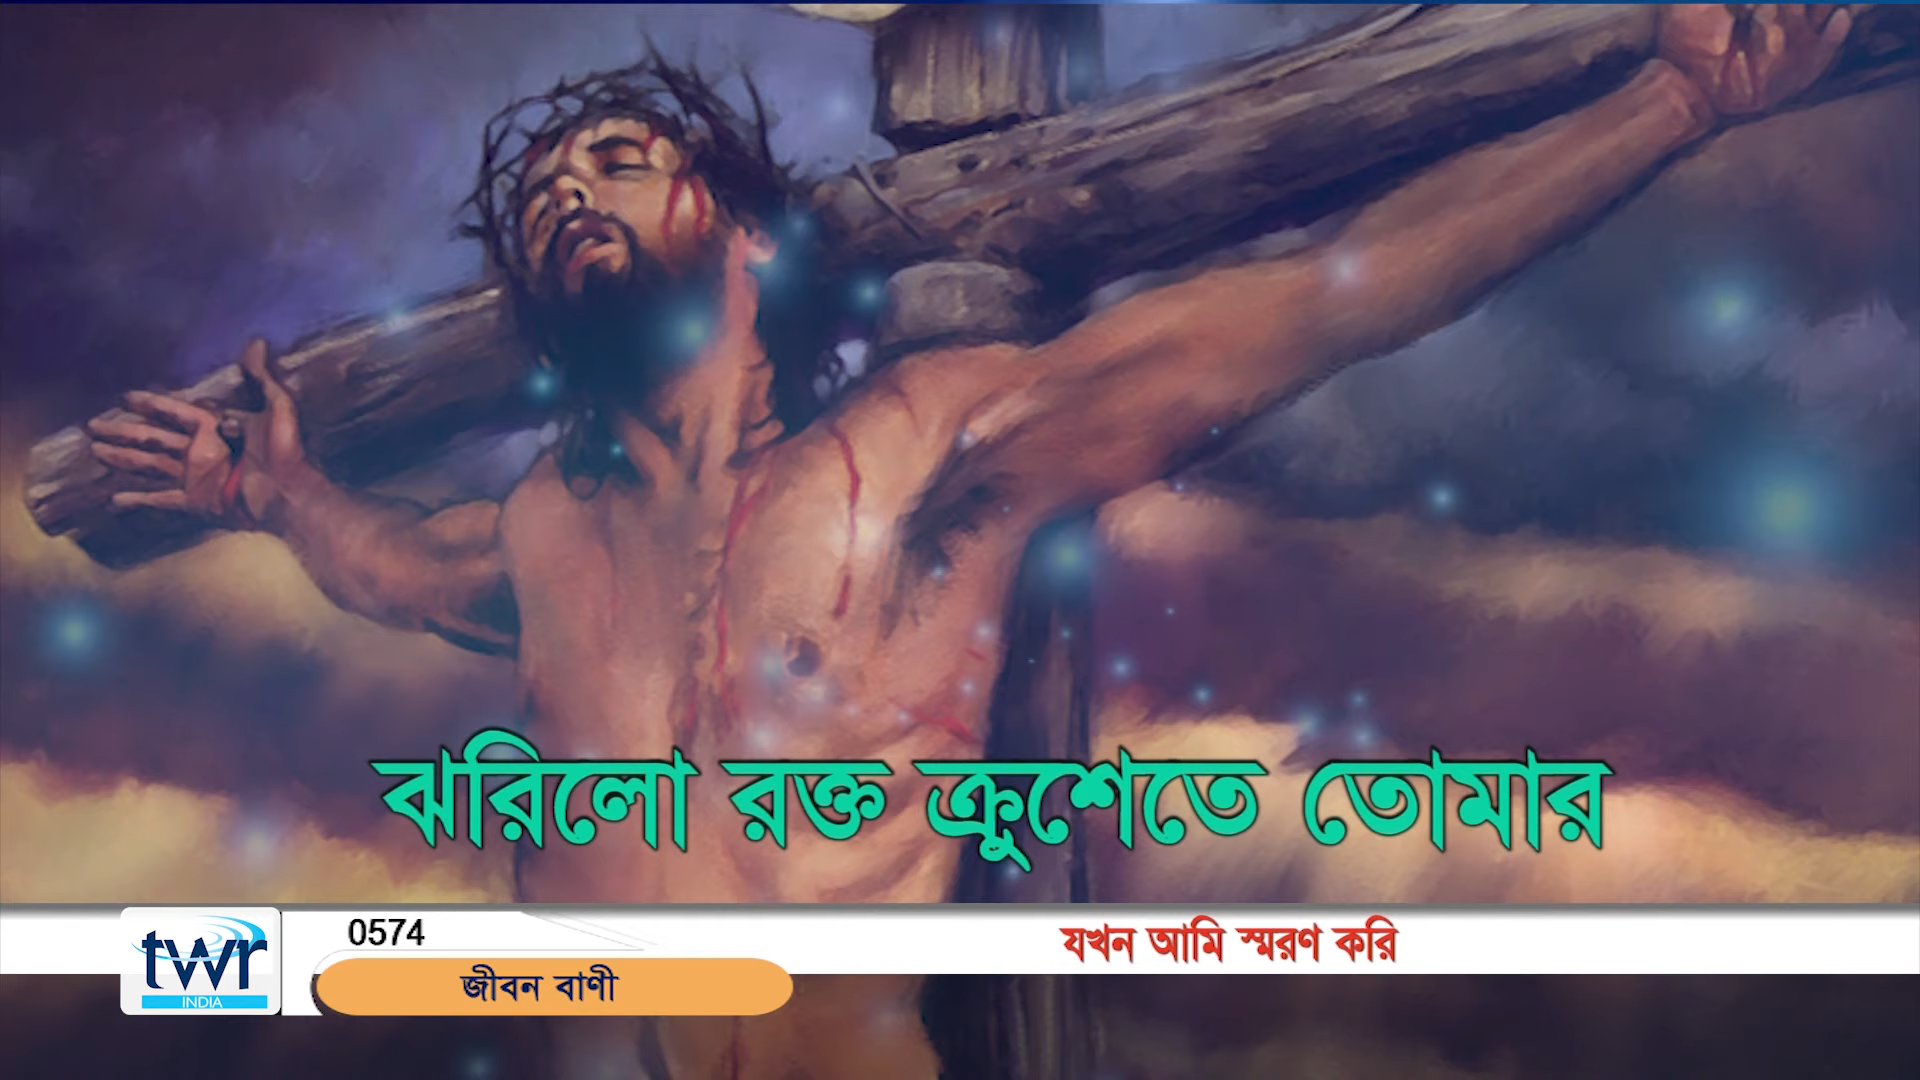 ঝরিলো রক্ত ক্রুশেতে তোমার
0574
যখন আমি স্মরণ করি
twr
INDIA
জীবন বাণী